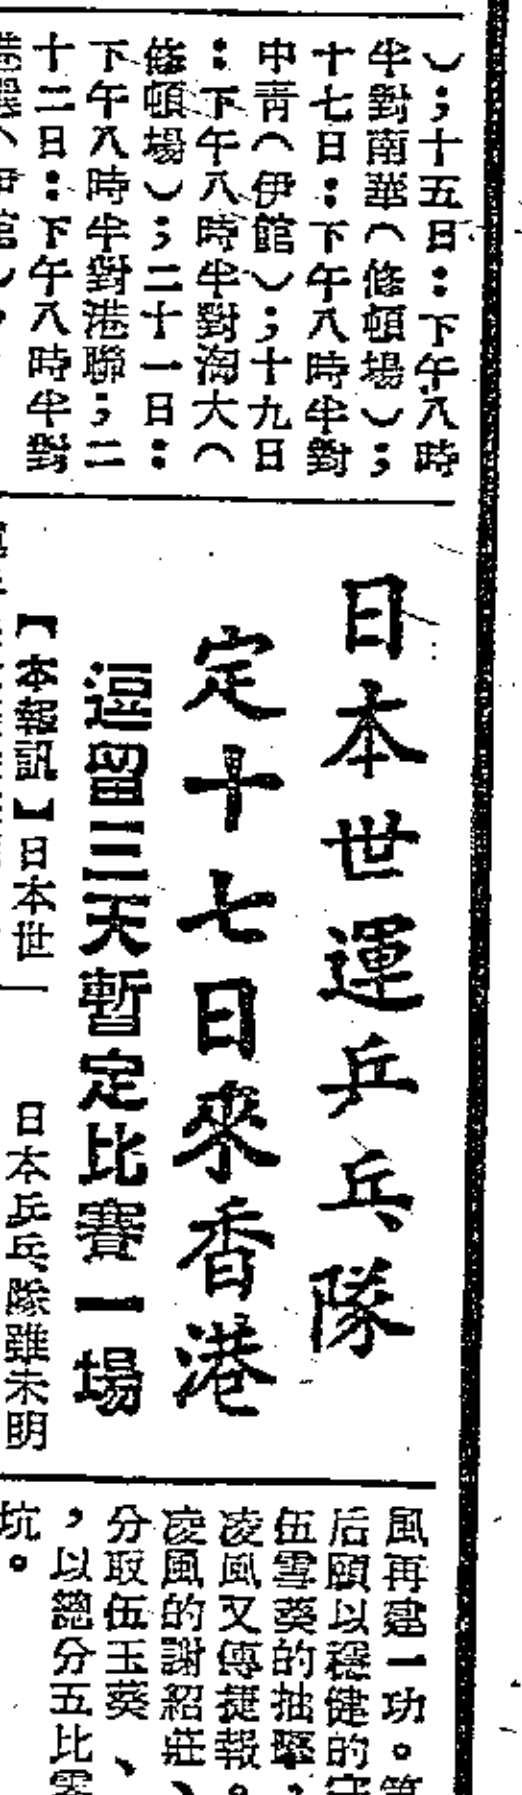 ）；十五日：下午八時
半對南華（修頓場）；
十七日：下午八時半對
中青（伊館）；十九日
：下午八時半對淘大（
修頓場）；二十一日：
下午八時半對港聯；二
十二日：下午八時半對
日本世運乒乓隊
定十七日來香港
逗留三天暫定比賽一場
【本報訊】日本世
日本乒乓隊雖未明
風再建一功。第
后頤以穩健的守
伍雪葵的抽擊，
凌風又傳捷報。
凌風的謝紹莊、
分取伍玉葵、
，以總分五比零
坑。